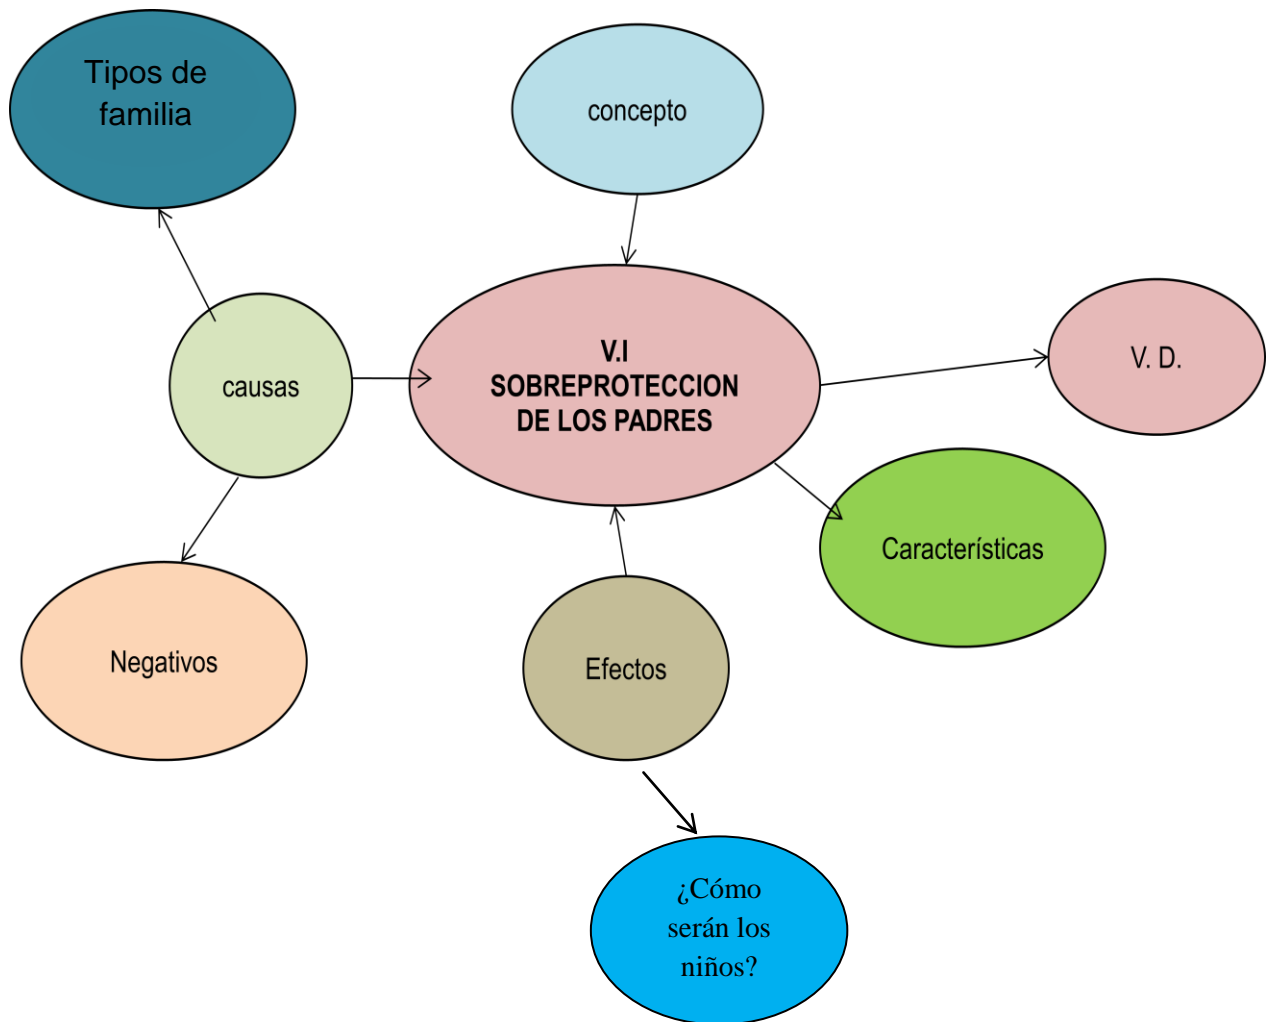 Tipos de
familia
concepto
causas
V.I
SOBREPROTECCION
DE LOS PADRES
V. D.
Características
Negativos
Efectos
¿Cómo
serán los
niños?